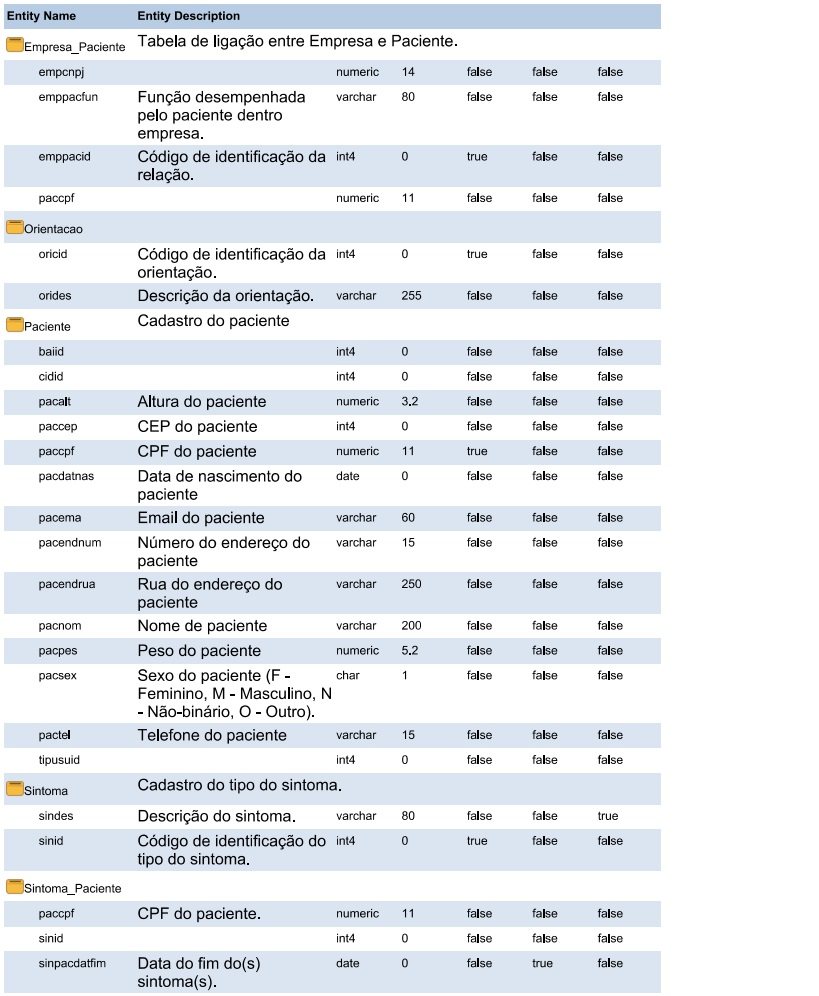 Entity Name Entity Description
Empresa_Paciente Tabela de ligação entre Empresa e Paciente.
empcnpj numeric 14 false false false
emppacfun Função desempenhada varchar 80 false false false
pelo paciente dentro
empresa.
emppacid Código de identificação da int4 0 true false false
relação.
paccpf numeric 11 false false false
Orientacao
oricid Código de identificação da int4 0 true false false
orientação.
orides Descrição da orientação. varchar 255 false false false
Paciente Cadastro do paciente
baiid int4 0 false false false
cidid int4 0 false false false
pacalt Altura do paciente numeric 3.2 false false false
paccep CEP do paciente int4 0 false false false
paccpf CPF do paciente numeric 11 true false false
pacdatnas Data de nascimento do date 0 false false false
paciente
pacema Email do paciente varchar 60 false false false
pacendnum Número do endereço do varchar 15 false false false
paciente
pacendrua Rua do endereço do varchar 250 false false false
paciente
pacnom Nome de paciente varchar 200 false false false
pacpes Peso do paciente numeric 5.2 false false false
pacsex Sexo do paciente (F - char 1 false false false
Feminino, M - Masculino, N
- Não-binário, O - Outro).
pactel Telefone do paciente varchar 15 false false false
tipusuid int4 0 false false false
Sintoma Cadastro do tipo do sintoma.
sindes Descrição do sintoma. varchar 80 false false true
sinid Código de identificação do int4 0 true false false
tipo do sintoma.
Sintoma_Paciente
paccpf CPF do paciente. numeric 11 false false false
sinid int4 0 false false false
sinpacdatfim Data do fim do(s) date 0 false true false
sintoma(s).